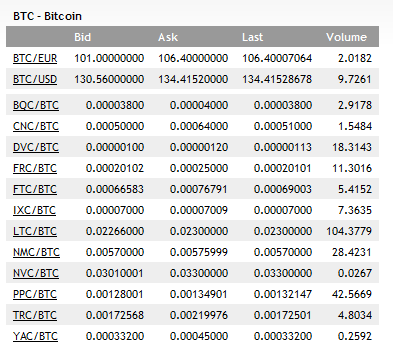 BTC - Bitcoin
Bid Ask Last Volume
BTC/EUR 101.00000000 106.40000000 106.40007064 2.0182
BTC/USD 130.56000000 134.41520000 134.41528678 9.7261
BQC/BTC 0.00003800 0.00004000 0.00003800 2.9178
CNC/BTC 0.00050000 0.00064000 0.00051000 1.5484
DVC/BTC 0.00000100 0.00000120 0.00000113 18.3143
FRC/BTC 0.00020102 0.00025000 0.00020101 11.3016
FTC/BTC 0.00066583 0.00076791 0.00069003 5.4152
IXC/BTC 0.00007000 0.00007009 0.00007000 7.3635
LTC/BTC 0.02266000 0.02300000 0.02300000 104.3779
NMC/BTC 0.00570000 0.00575999 0.00570000 28.4231
NVC/BTC 0.03010001 0.03300000 0.03300000 0.0267
PPC/BTC 0.00128001 0.00134901 0.00132147 42.5669
TRC/BTC 0.00172568 0.00219976 0.00172501 4.8034
YAC/BTC 0.00033200 0.00045000 0.00033200 0.2592